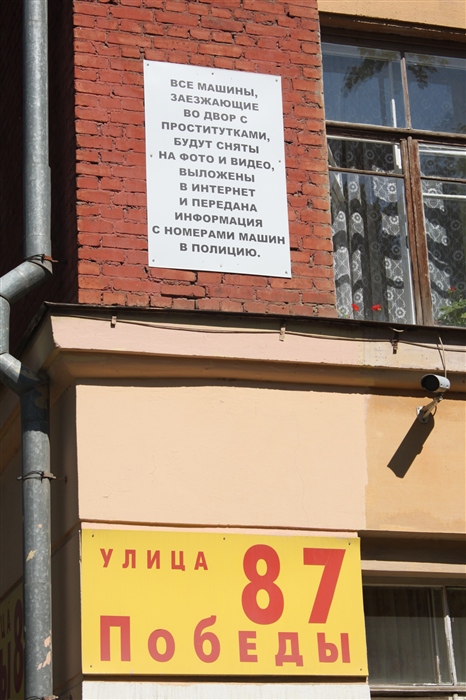 ВСЕ МАШИНЫ,
ЗАЕЗЖАЮЩИЕ
ВО ДВОР С
ПРОСТИТУТКАМИ,
БУДУТ СНЯТЫ
НА ФОТО И ВИДЕО,
ВЫЛОЖЕНЫ
В ИНТЕРНЕТ
И ПЕРЕДАНА
ИНФОРМАЦИЯ
С НОМЕРАМИ МАШИН
В ПОЛИЦИЮ.
УЛИЦА 87
Победы